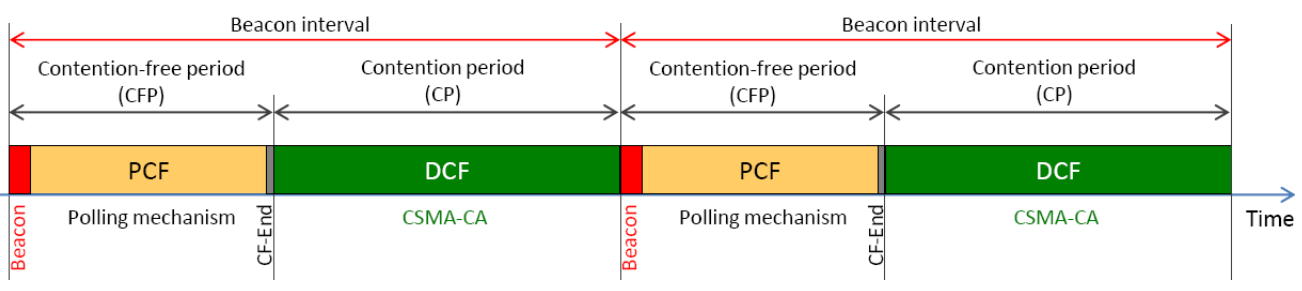 Beacon interval
Beacon interval
Contention-free period
(CFP)
Contention period
(CP)
Contention-free period
(CFP)
Contention period
(CP)
PCF
DCF
PCF
DCF
Beacon
Polling mechanism
CF-End
CSMA-CA
Beacon
Polling mechanism
CF-End
CSMA-CA
Time